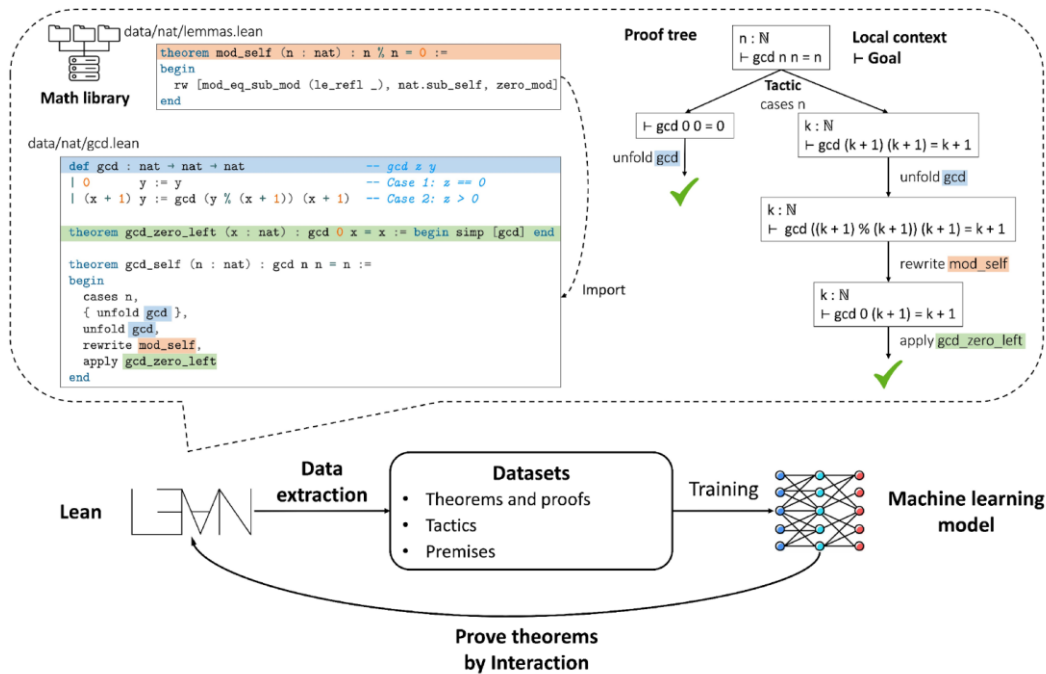 data/nat/lemmas.lean
Math library
theorem mod_self (n : nat) : n % n = 0 :=
begin
rw [mod_eq_sub_mod (le_refl _), nat.sub_self, zero_mod]
end
data/nat/gcd.lean
def gcd : nat → nat → nat -- gcd z y
| 0 y := y -- Case 1: z == 0
| (x + 1) y := gcd (y % (x + 1)) (x + 1) -- Case 2: z > 0
theorem gcd_zero_left (x : nat) : gcd 0 x = x := begin simp [gcd] end
theorem gcd_self (n : nat) : gcd n n = n :=
begin
cases n,
{ unfold gcd },
unfold gcd,
rewrite mod_self,
apply gcd_zero_left
end
Import
Proof tree
n : ℕ
⊢ gcd n n = n
Local context
⊢ Goal
Tactic
cases n
⊢ gcd 0 0 = 0
unfold gcd
k : ℕ
⊢ gcd (k + 1) (k + 1) = k + 1
unfold gcd
k : ℕ
⊢ gcd ((k + 1) % (k + 1)) (k + 1) = k + 1
rewrite mod_self
k : ℕ
⊢ gcd 0 (k + 1) = k + 1
apply gcd_zero_left
Lean
LEAN
Data
extraction
Datasets
• Theorems and proofs
• Tactics
• Premises
Training
Machine learning
model
Prove theorems
by Interaction